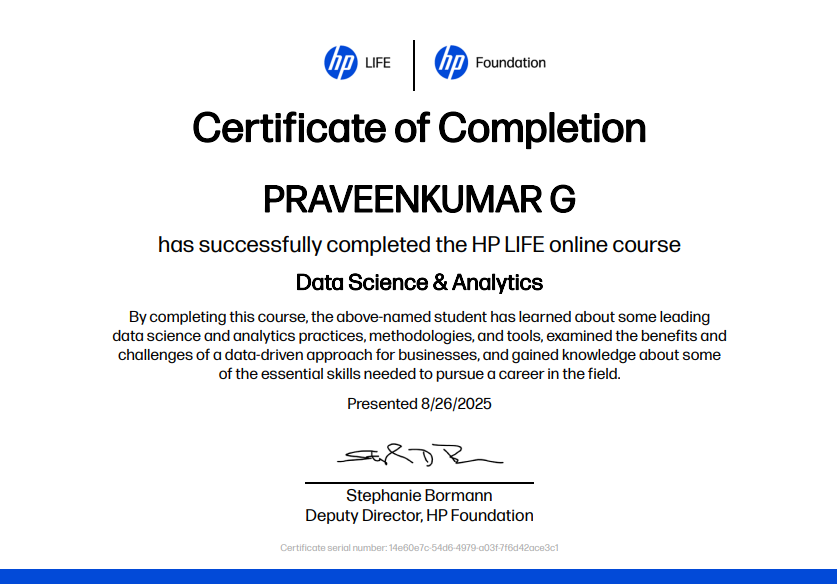 hp LIFE hp Foundation
Certificate of Completion
PRAVEENKUMAR G
has successfully completed the HP LIFE online course
Data Science & Analytics
By completing this course, the above-named student has learned about some leading
data science and analytics practices, methodologies, and tools, examined the benefits and
challenges of a data-driven approach for businesses, and gained knowledge about some
of the essential skills needed to pursue a career in the field.
Presented 8/26/2025
Stephanie Bormann
Deputy Director, HP Foundation
Certificate serial number: 14e60e7c-54d6-4979-a03f-7f6d42ace3c1